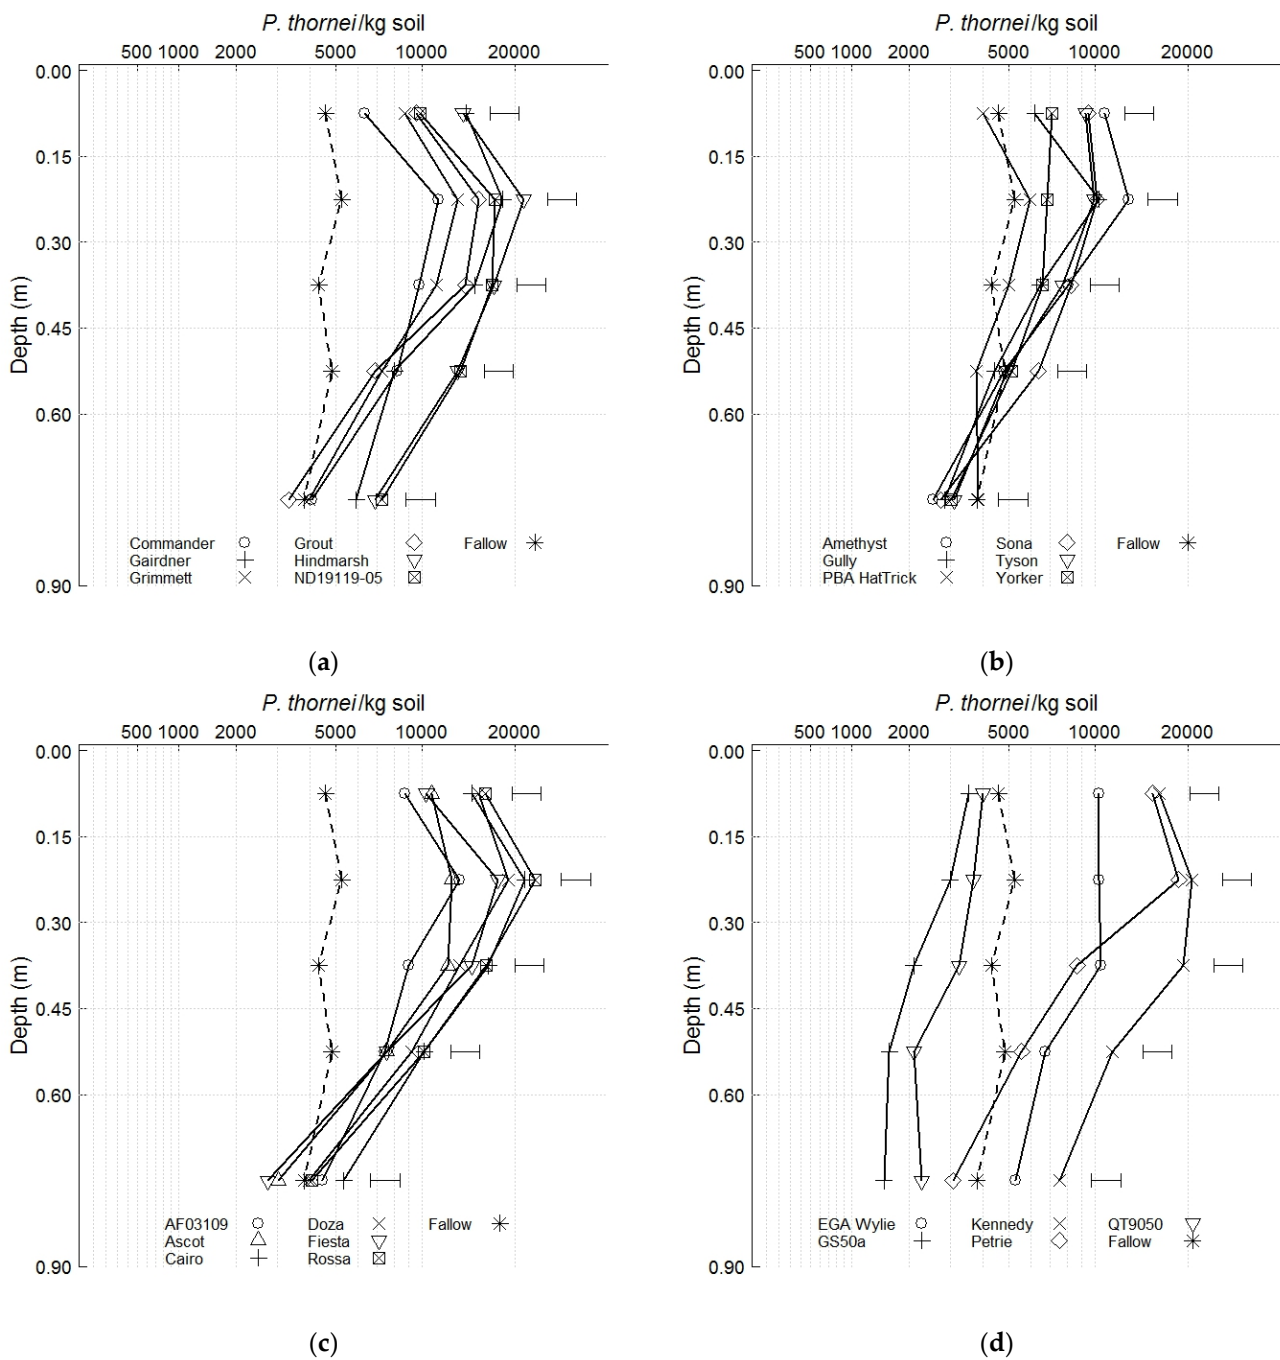 P. thornei/kg soil
500 1000 2000 5000 10000 20000
0.00
0.15
0.30
0.45
0.60
0.90
Depth (m)
Commander Grout Fallow
Gairdner Hindmarsh
Grimmett ND19119-05
(a)
P. thornei/kg soil
500 1000 2000 5000 10000 20000
0.00
0.15
0.30
0.45
0.60
0.90
Depth (m)
Amethyst Sona Fallow
Gully Tyson
PBA HatTrick Yorker
(b)
P. thornei/kg soil
500 1000 2000 5000 10000 20000
0.00
0.15
0.30
0.45
0.60
0.90
Depth (m)
AF03109 Doza Fallow
Ascot Fiesta
Cairo Rossa
(c)
P. thornei/kg soil
500 1000 2000 5000 10000 20000
0.00
0.15
0.30
0.45
0.60
0.90
Depth (m)
EGA Wylie Kennedy QT9050
GS50a Petrie Fallow
(d)